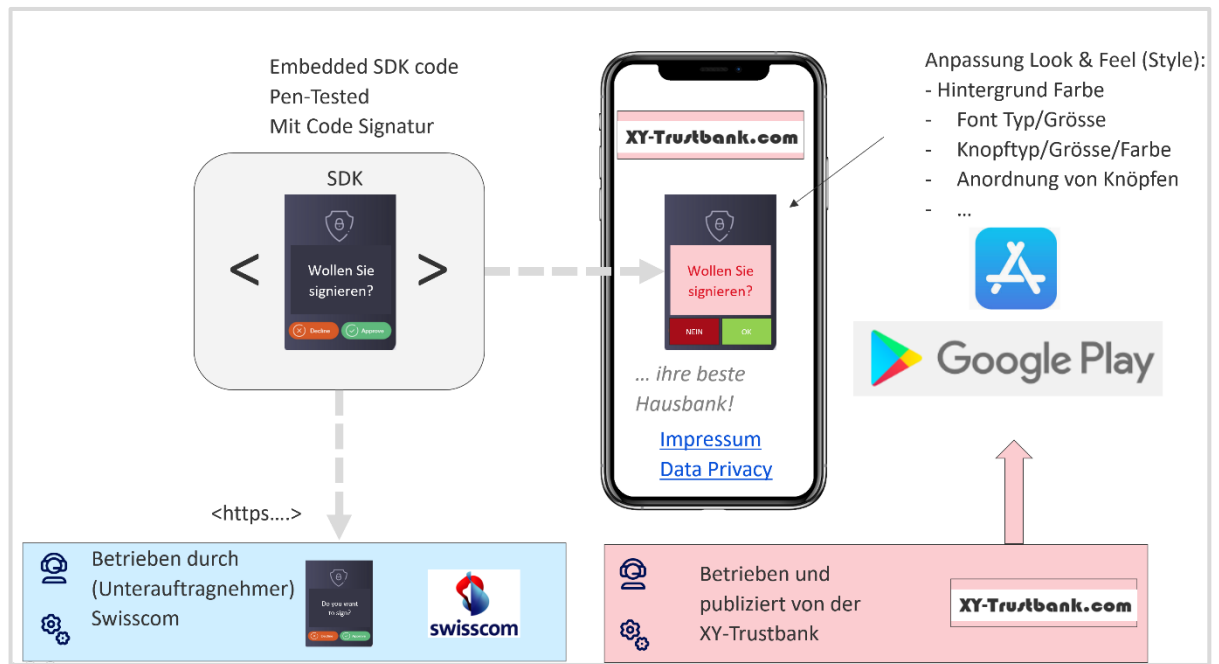 Embedded SDK code
Pen-Tested
Mit Code Signatur
SDK
<
Wollen Sie
signieren?
>
Decline
Approve
XY-Trustbank.com
Wollen Sie
signieren?
NEIN
OK
... ihre beste
Hausbank!
Impressum
Data Privacy
Anpassung Look & Feel (Style):
- Hintergrund Farbe
- Font Typ/Grösse
- Knopftyp/Grösse/Farbe
- Anordnung von Knöpfen
- ...
Google Play
<https....>
Betrieben durch
(Unterauftragnehmer)
Swisscom
Do you want
to sign?
Decline
Approve
swisscom
Betrieben und
publiziert von der
XY-Trustbank
XY-Trustbank.com